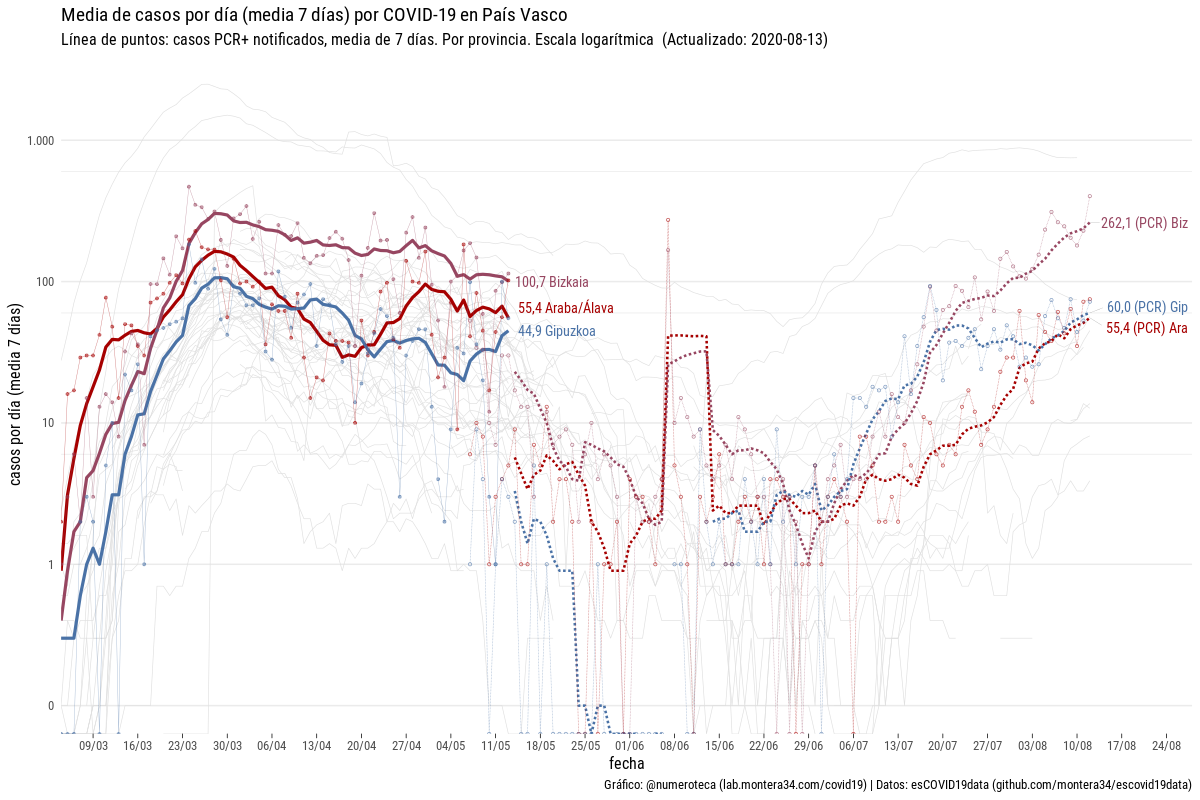 Media de casos por día (media 7 días) por COVID-19 en País Vasco
Línea de puntos: casos PCR+ notificados, media de 7 días. Por provincia. Escala logarítmica (Actualizado: 2020-08-13)
casos por día (media 7 días)
1.000
100
10
1
0
262,1 (PCR) Biz
100,7 Bizkaia
55,4 Araba/Álava
60,0 (PCR) Gip
55,4 (PCR) Ara
44,9 Gipuzkoa
09/03 16/03 23/03 30/03 06/04 13/04 20/04 27/04 04/05 11/05 18/05 25/05 01/06 08/06 15/06 22/06 29/06 06/07 13/07 20/07 27/07 03/08 10/08 17/08 24/08
fecha
Gráfico: @numeroteca (lab.montera34.com/covid19) | Datos: esCOVID19data (github.com/montera34/escovid19data)